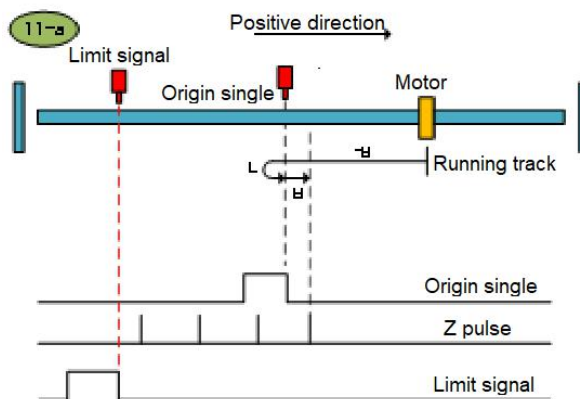 11-a
Positive direction
Limit signal
Origin single
Motor
Running track
Origin single
Z pulse
Limit signal